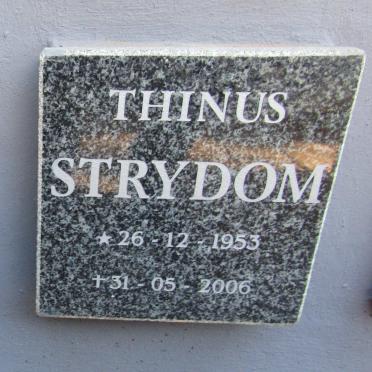 THINUS
STRYDOM
★ 26 - 12 - 1953
† 31 - 05 - 2006